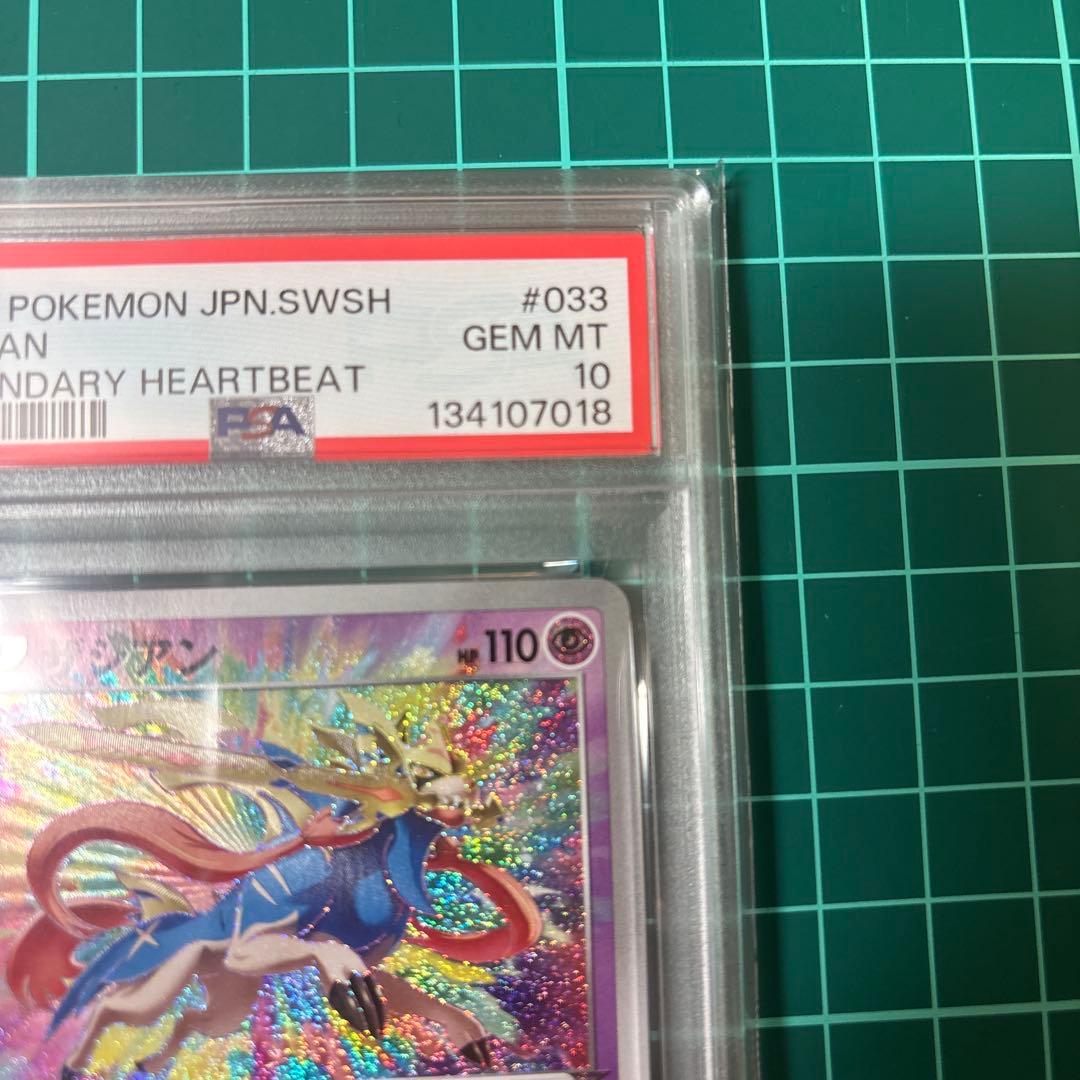 POKEMON JPN.SWSH #033
AN GEM MT
NDARY HEARTBEAT 10
PSA 134107018
ザシアン HP 110